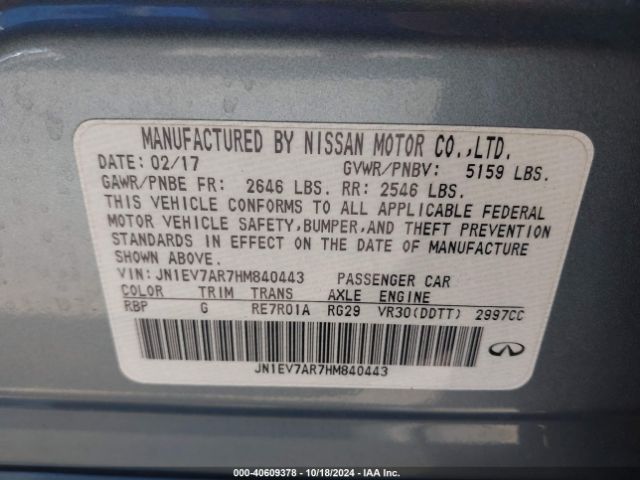 MANUFACTURED BY NISSAN MOTOR CO.,LTD.
DATE: 02/17 GVWR/PNBV: 5159 LBS.
GAWR/PNBE FR: 2646 LBS. RR: 2546 LBS.
THIS VEHICLE CONFORMS TO ALL APPLICABLE FEDERAL
MOTOR VEHICLE SAFETY,BUMPER,AND THEFT PREVENTION
STANDARDS IN EFFECT ON THE DATE OF MANUFACTURE
SHOWN ABOVE.
VIN:JN1EV7AR7HM840443 PASSENGER CAR
COLOR TRIM TRANS AXLE ENGINE
RBP G RE7R01A RG29 VR30(DDTT) 2997CC
JN1EV7AR7HM840443
000-40609378 | 10/18/2024 | IAA Inc.